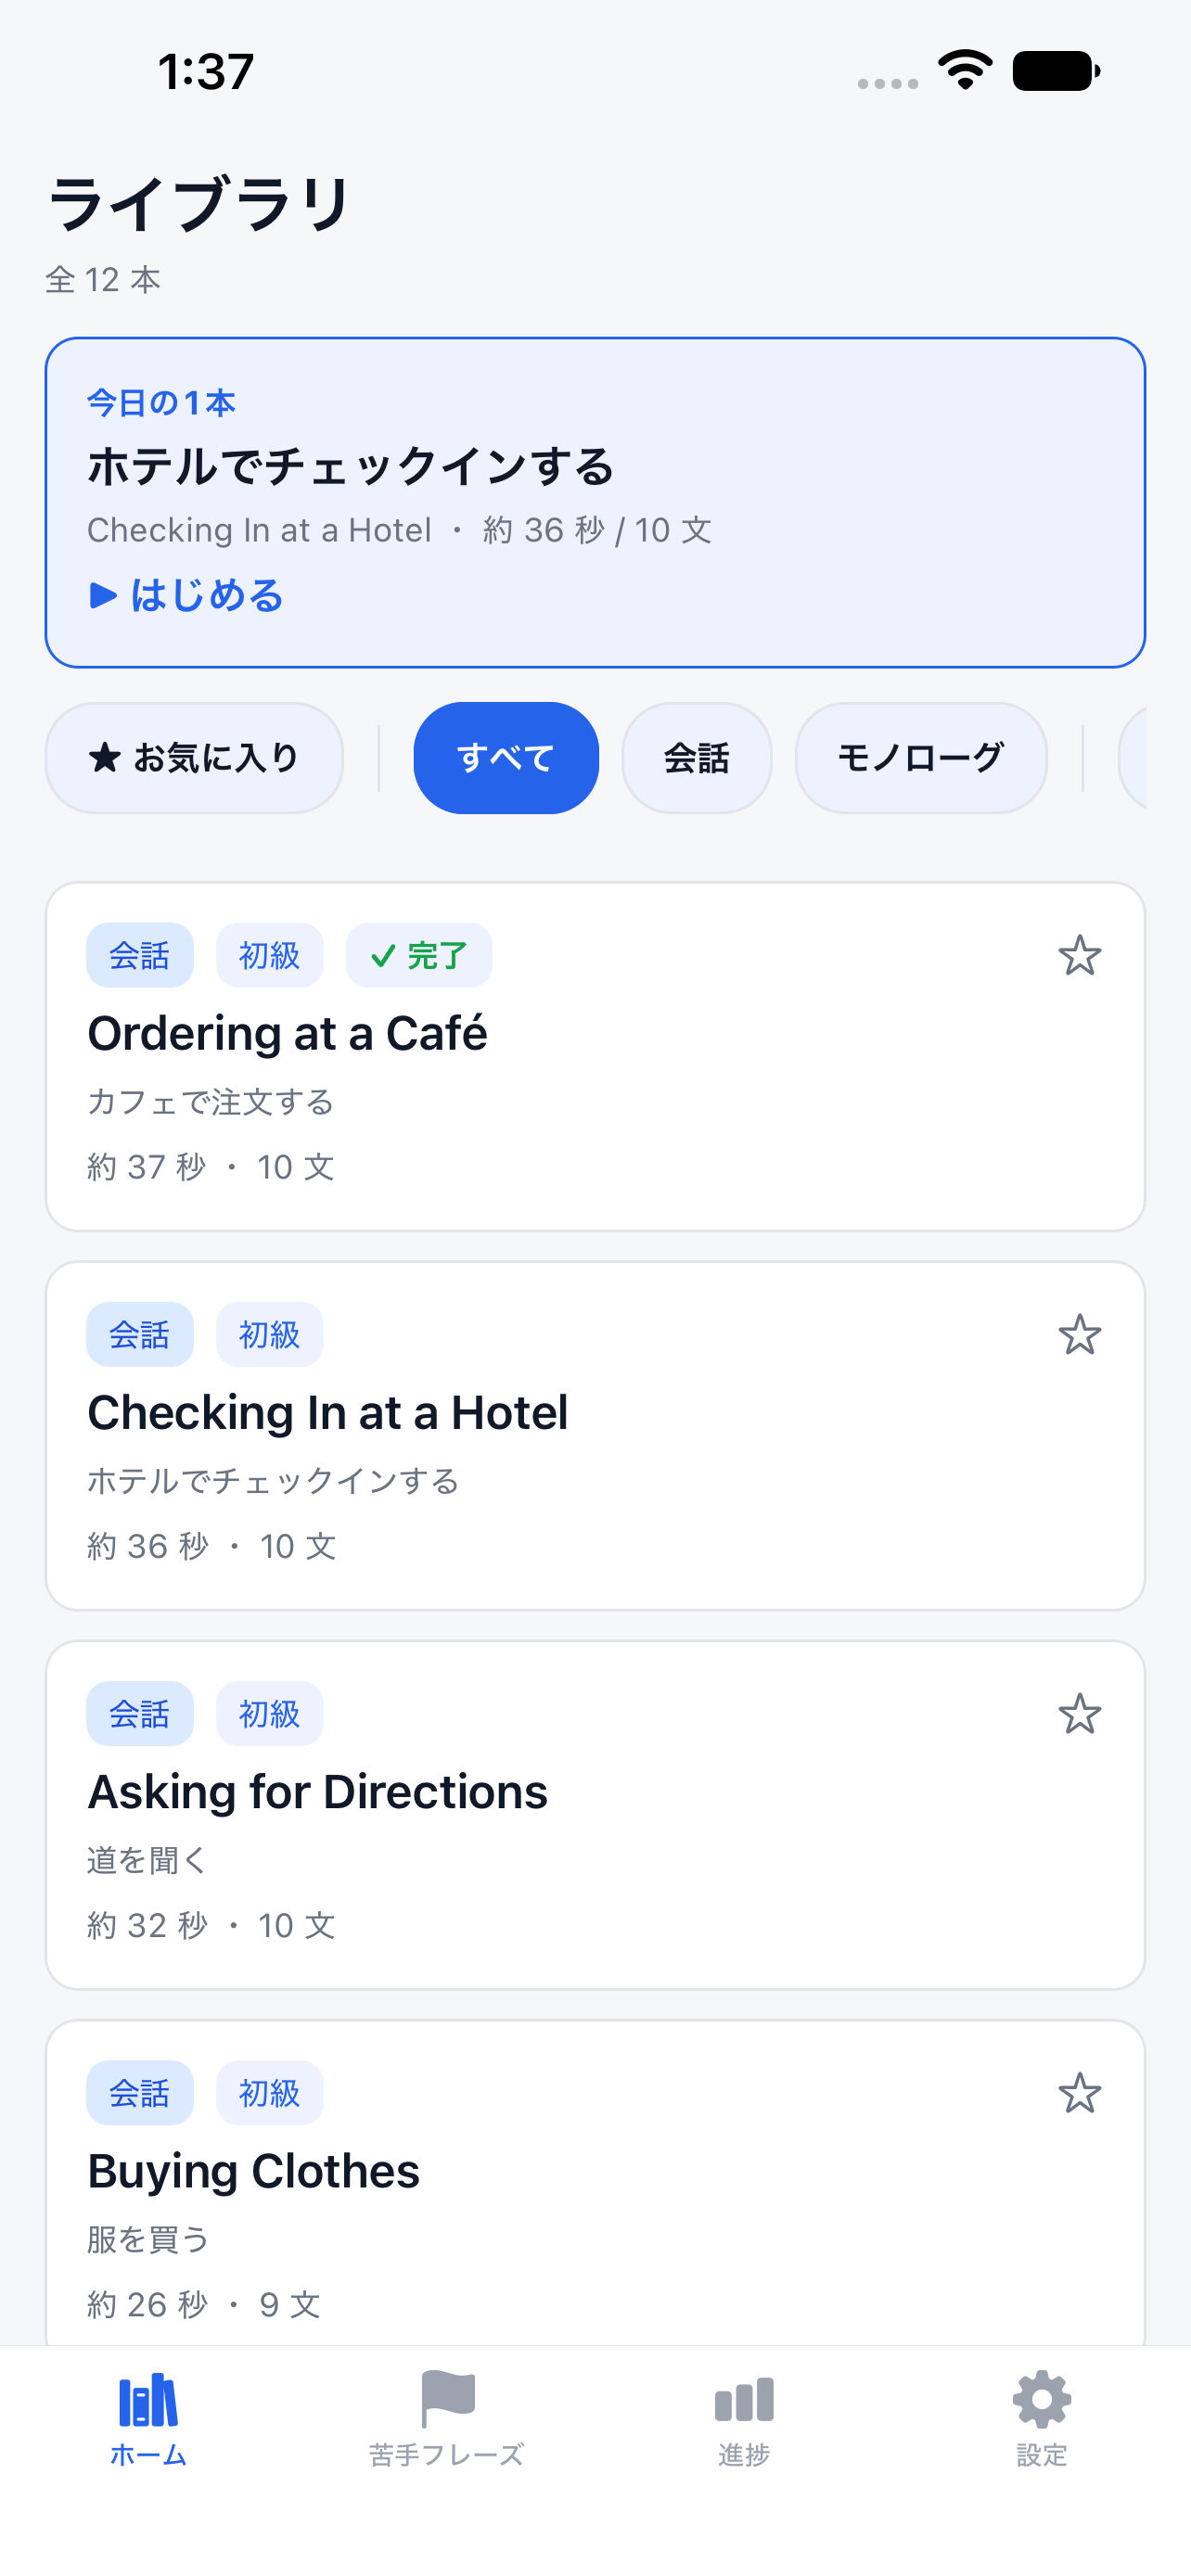 1:37
ライブラリ
全 12 本
今日の1本
ホテルでチェックインする
Checking In at a Hotel ・ 約 36 秒 / 10 文
▶ はじめる
★ お気に入り すべて 会話 モノローグ
会話 初級 ✓ 完了
Ordering at a Café
カフェで注文する
約 37 秒 ・ 10 文
会話 初級
Checking In at a Hotel
ホテルでチェックインする
約 36 秒 ・ 10 文
会話 初級
Asking for Directions
道を聞く
約 32 秒 ・ 10 文
会話 初級
Buying Clothes
服を買う
約 26 秒 ・ 9 文
ホーム 苦手フレーズ 進捗 設定